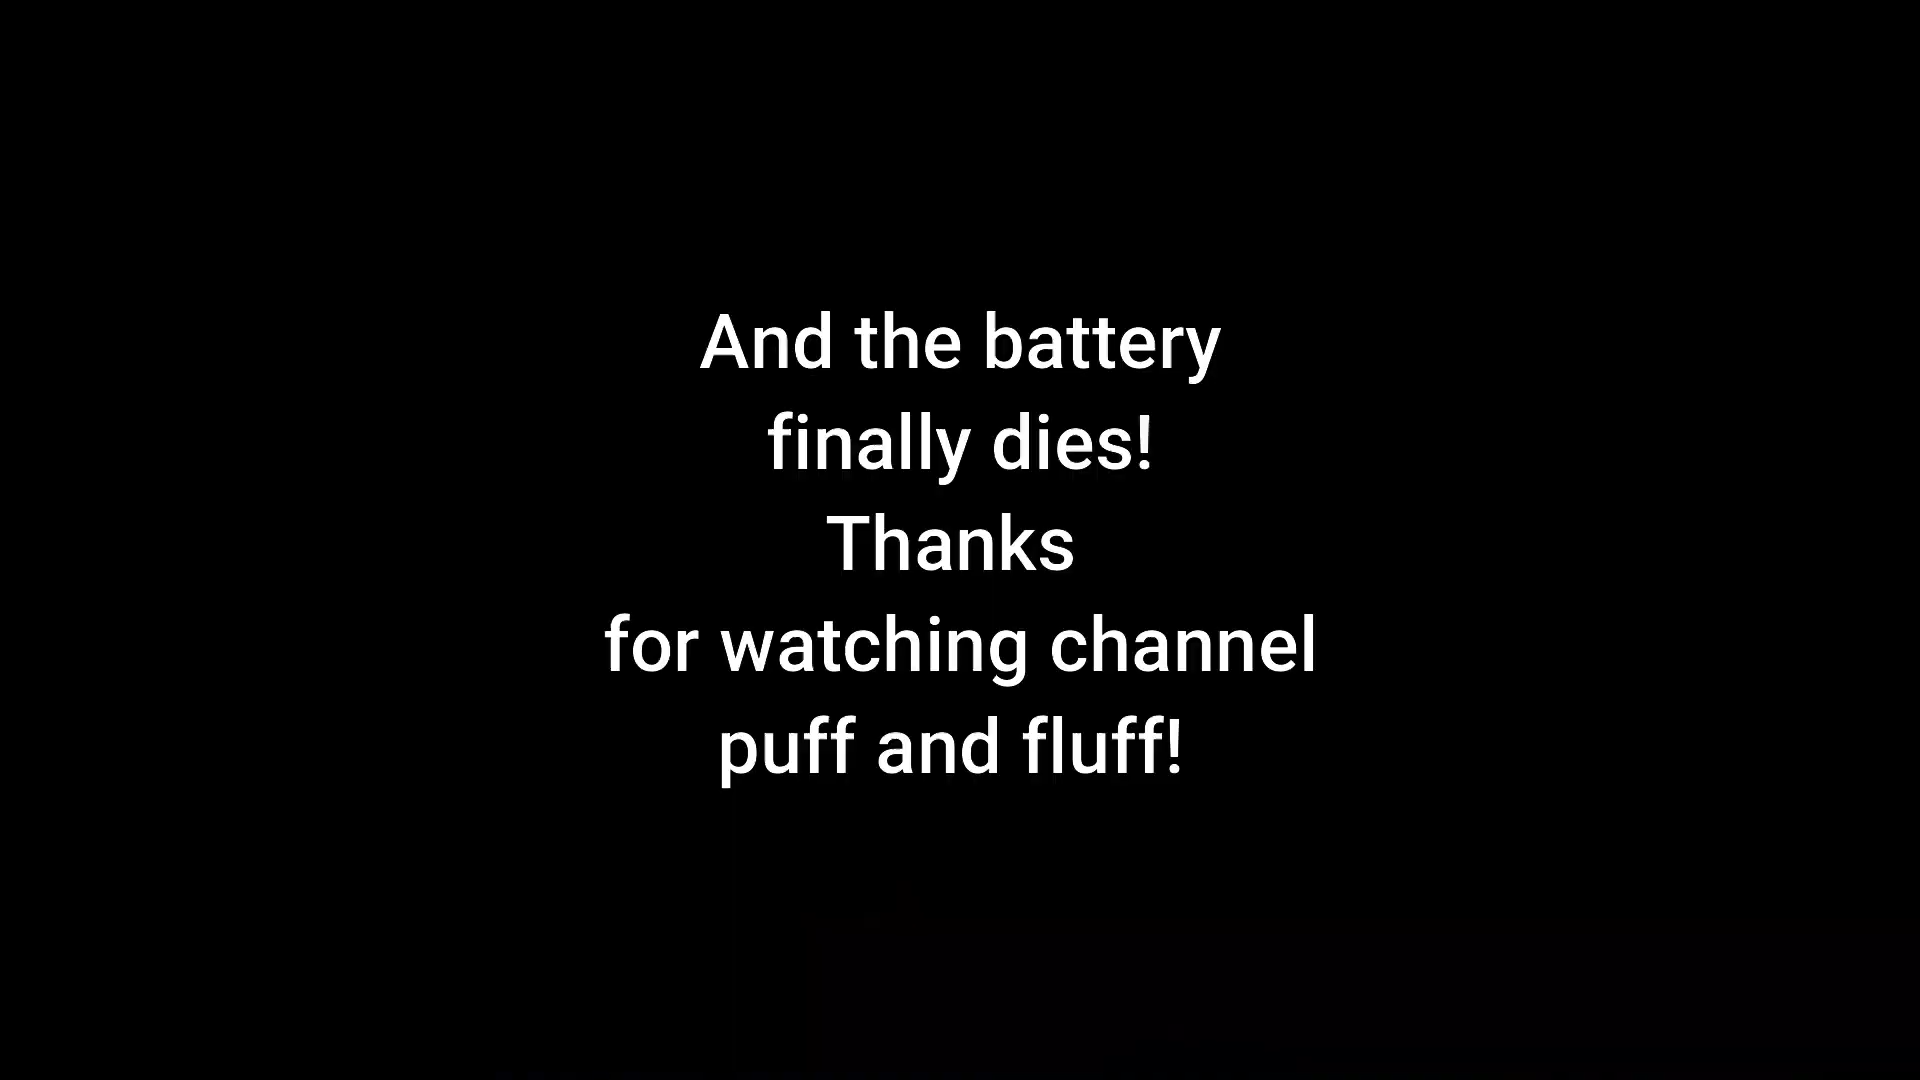 And the battery
finally dies!
Thanks
for watching channel
puff and fluff!